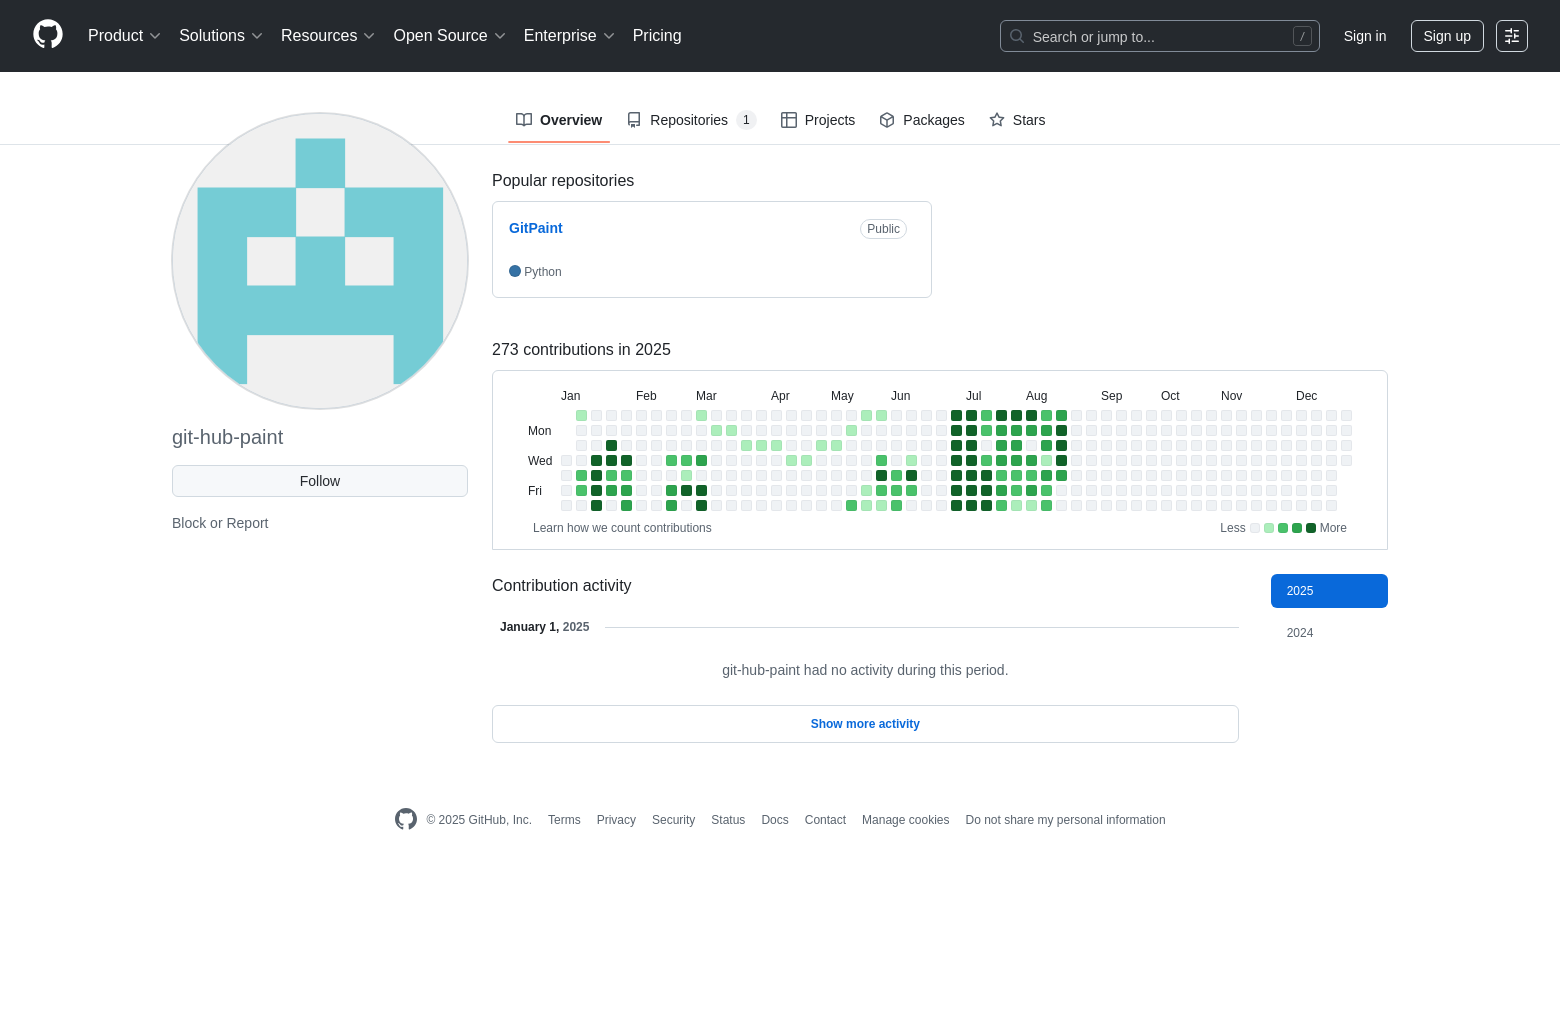 Product Solutions Resources Open Source Enterprise Pricing Search or jump to... / Sign in Sign up
Overview Repositories 1 Projects Packages Stars
git-hub-paint
Follow
Block or Report
Popular repositories
GitPaint Public
Python
273 contributions in 2025
Jan Feb Mar Apr May Jun Jul Aug Sep Oct Nov Dec
Mon
Wed
Fri
Learn how we count contributions Less More
Contribution activity
2025
2024
January 1, 2025
git-hub-paint had no activity during this period.
Show more activity
© 2025 GitHub, Inc. Terms Privacy Security Status Docs Contact Manage cookies Do not share my personal information